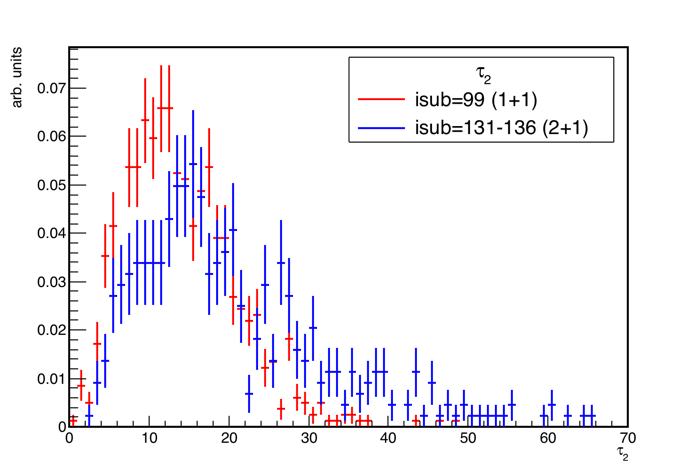 arb. units
0.07
0.06
0.05
0.04
0.03
0.02
0.01
0
τ₂
isub=99 (1+1)
isub=131-136 (2+1)
0 10 20 30 40 50 60 70
τ₂